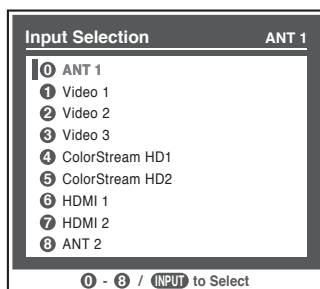 Input Selection ANT 1
0 ANT 1
1 Video 1
2 Video 2
3 Video 3
4 ColorStream HD1
5 ColorStream HD2
6 HDMI 1
7 HDMI 2
8 ANT 2
0 - 8 / INPUT to Select